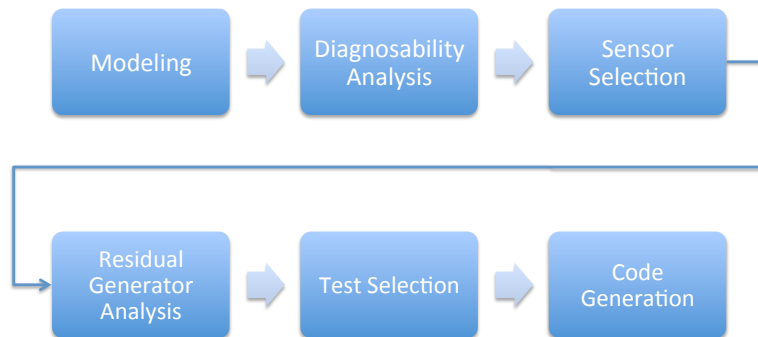 Modeling
Diagnosability
Analysis
Sensor
Selection
Residual
Generator
Analysis
Test Selection
Code
Generation